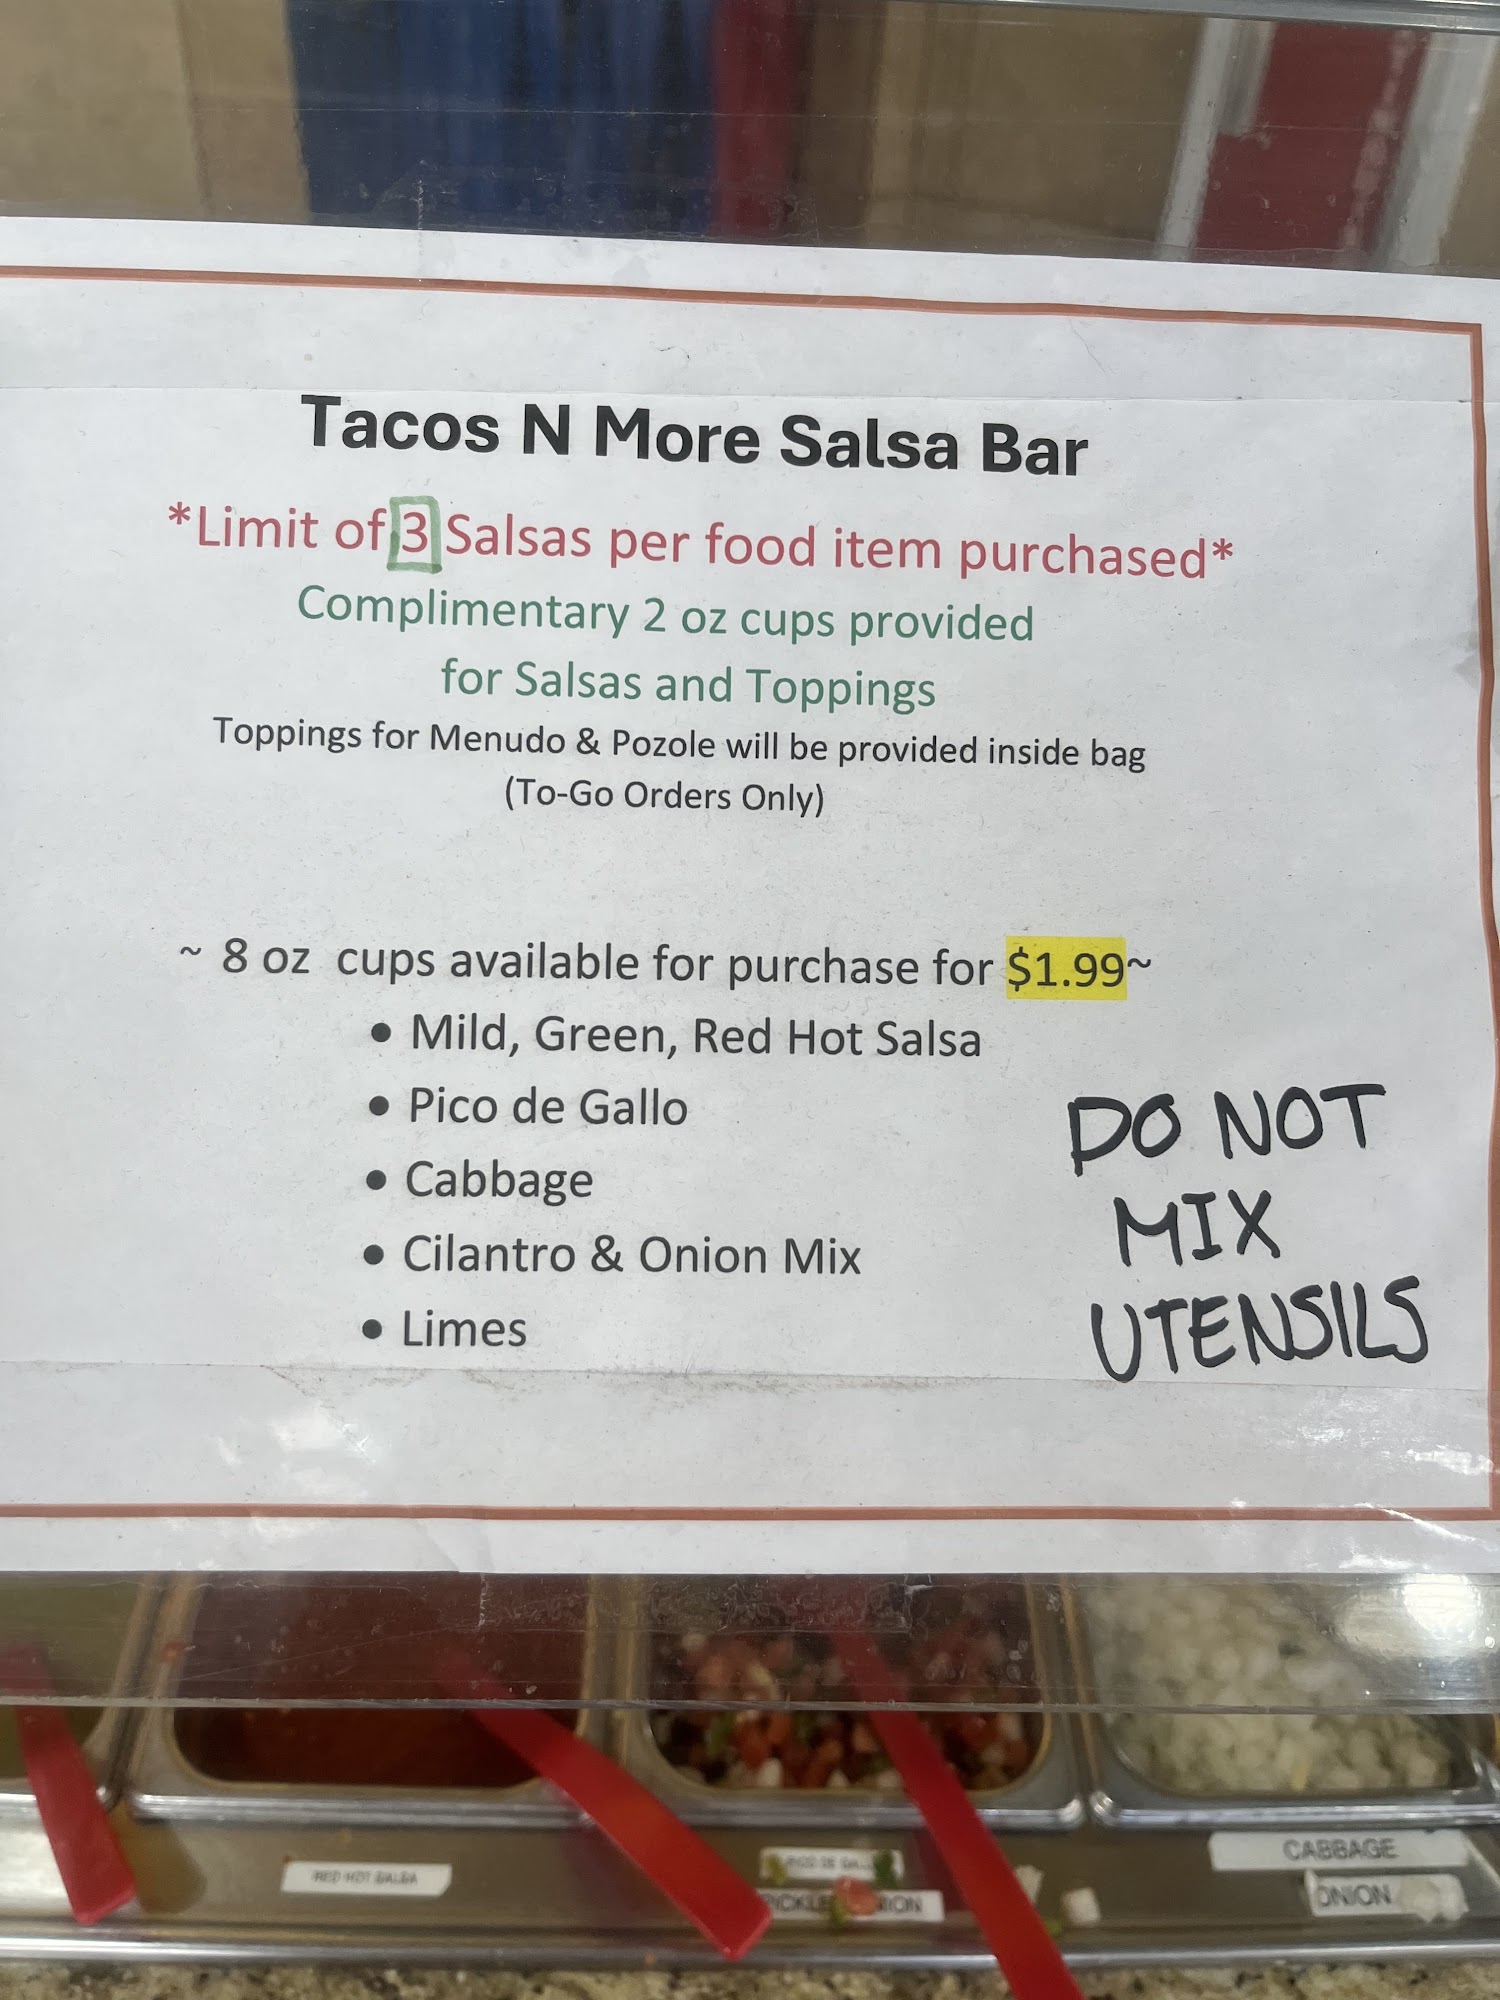 Tacos N More Salsa Bar
*Limit of 3 Salsas per food item purchased*
Complimentary 2 oz cups provided
for Salsas and Toppings
Toppings for Menudo & Pozole will be provided inside bag
(To-Go Orders Only)
~ 8 oz cups available for purchase for $1.99~
• Mild, Green, Red Hot Salsa
• Pico de Gallo
• Cabbage
• Cilantro & Onion Mix
• Limes
DO NOT
MIX
UTENSILS
RED HOT SALSA
CABBAGE
ONION